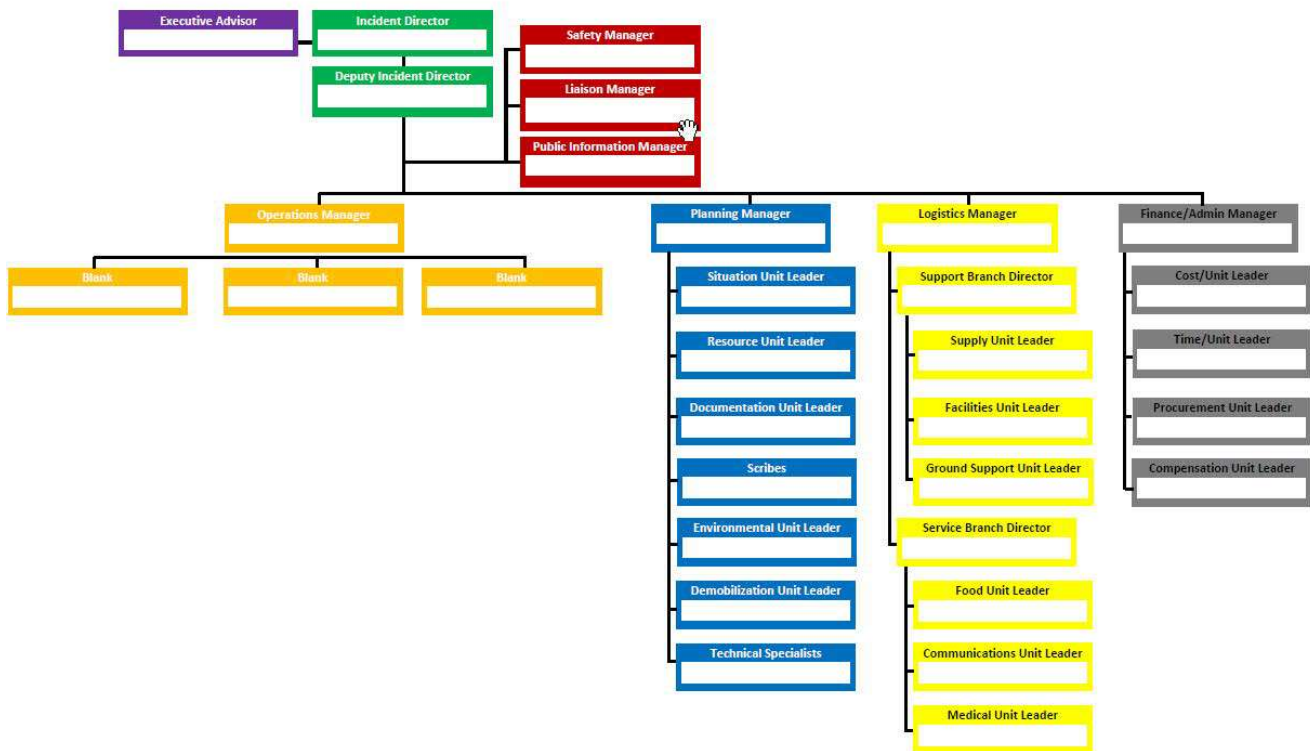 Executive Advisor
Incident Director
Deputy Incident Director
Safety Manager
Liaison Manager
Public Information Manager
Operations Manager
Blank
Blank
Blank
Planning Manager
Situation Unit Leader
Resource Unit Leader
Documentation Unit Leader
Scribes
Environmental Unit Leader
Demobilization Unit Leader
Technical Specialists
Logistics Manager
Support Branch Director
Supply Unit Leader
Facilities Unit Leader
Ground Support Unit Leader
Service Branch Director
Food Unit Leader
Communications Unit Leader
Medical Unit Leader
Finance/Admin Manager
Cost/Unit Leader
Time/Unit Leader
Procurement Unit Leader
Compensation Unit Leader